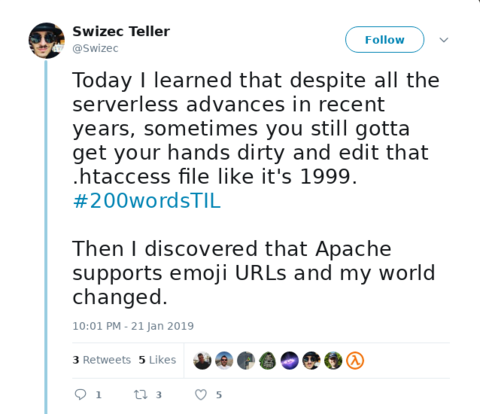 Swizec Teller
@Swizec
Follow
Today I learned that despite all the
serverless advances in recent
years, sometimes you still gotta
get your hands dirty and edit that
.htaccess file like it's 1999.
#200wordsTIL
Then I discovered that Apache
supports emoji URLs and my world
changed.
10:01 PM - 21 Jan 2019
3 Retweets 5 Likes
1 3 5